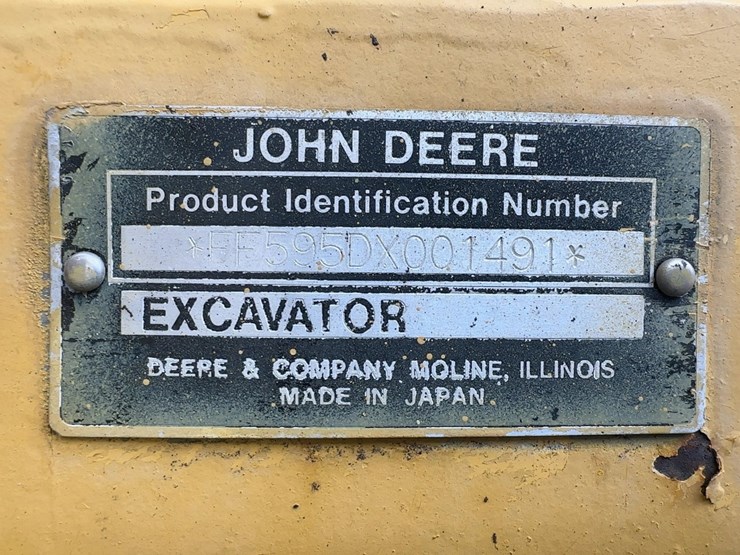 JOHN DEERE
Product Identification Number
*FF595DX001491*
EXCAVATOR
DEERE & COMPANY MOLINE, ILLINOIS
MADE IN JAPAN